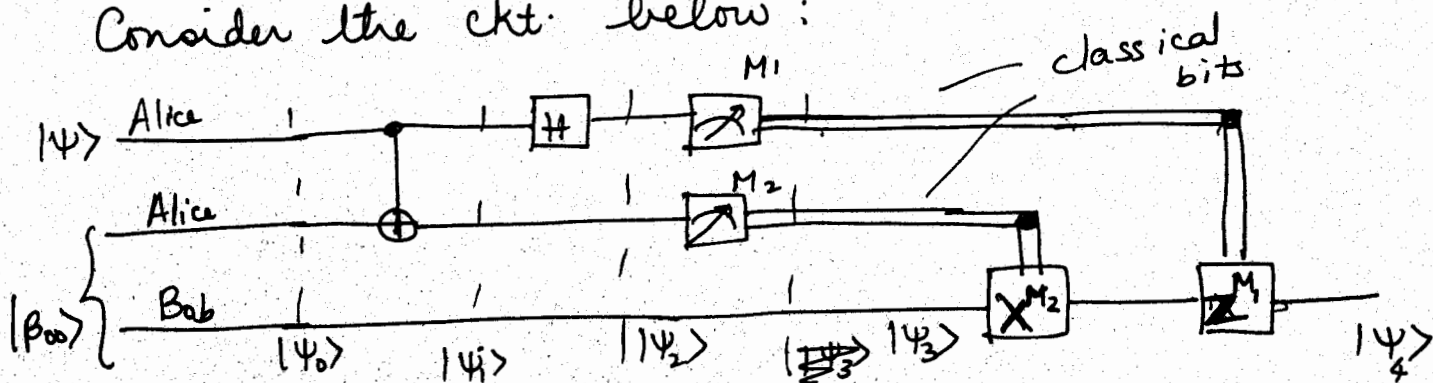 Consider the ckt. below :
classical
bits
M1
Alice
|ψ⟩
H
M2
Alice
Bob
|β00⟩
X^M2
Z^M1
|ψ0⟩ |ψ1⟩ |ψ2⟩ |ψ3⟩ |ψ4⟩